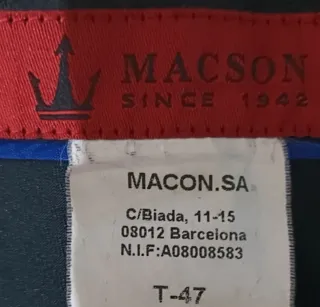 MACSON
SINCE 1942
MACON.SA.
C/Biada, 11-15
08012 Barcelona
N.I.F:A08008583
T-47